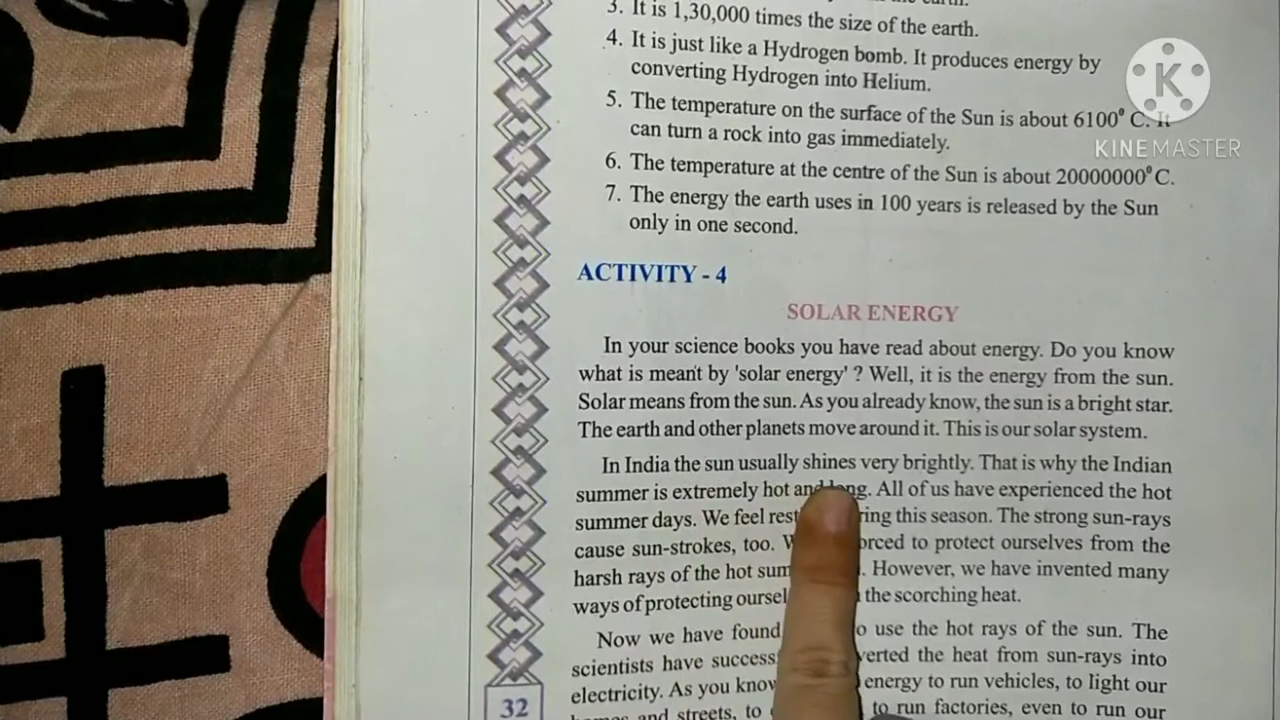 the earth.
3. It is 1,30,000 times the size of the earth.
4. It is just like a Hydrogen bomb. It produces energy by
converting Hydrogen into Helium.
5. The temperature on the surface of the Sun is about 6100⁰ C. It
can turn a rock into gas immediately.
6. The temperature at the centre of the Sun is about 20000000⁰ C.
7. The energy the earth uses in 100 years is released by the Sun
only in one second.
K
KINEMASTER
ACTIVITY - 4
SOLAR ENERGY
In your science books you have read about energy. Do you know
what is meant by 'solar energy' ? Well, it is the energy from the sun.
Solar means from the sun. As you already know, the sun is a bright star.
The earth and other planets move around it. This is our solar system.
In India the sun usually shines very brightly. That is why the Indian
summer is extremely hot and long. All of us have experienced the hot
summer days. We feel this season. The strong sun-rays
cause sun-strokes, too. to protect ourselves from the
harsh rays of the hot However, we have invented many
ways of protecting the scorching heat.
Now we have found use the hot rays of the sun. The
scientists have the heat from sun-rays into
electricity. As you energy to run vehicles, to light our
homes and streets, to to run factories, even to run our
32